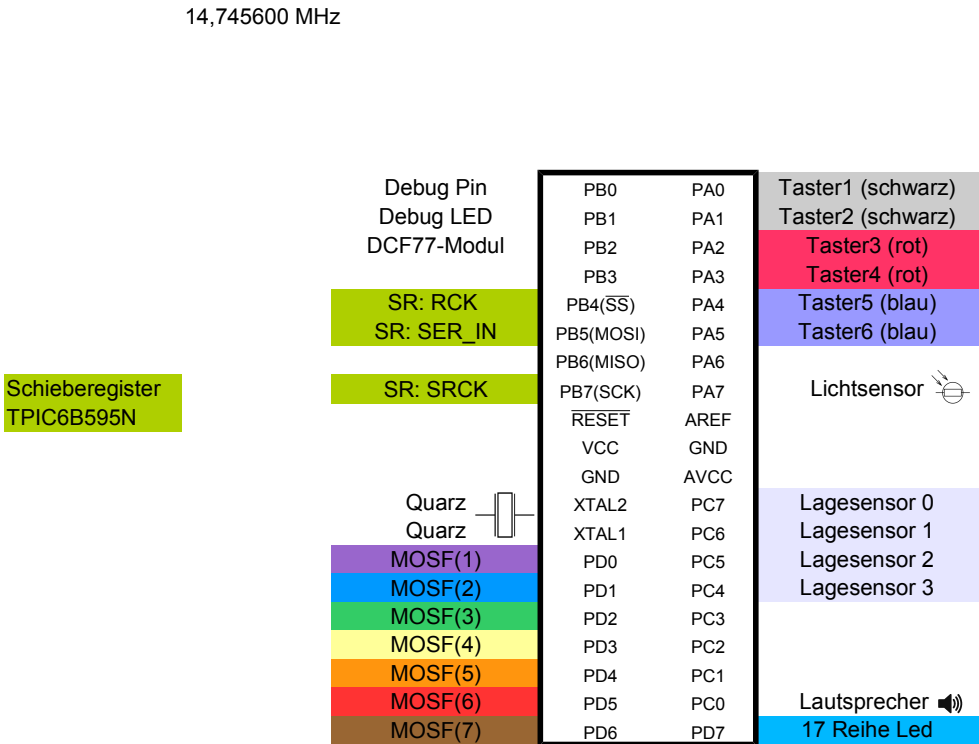 14,745600 MHz
Debug Pin PB0 PA0 Taster1 (schwarz)
Debug LED PB1 PA1 Taster2 (schwarz)
DCF77-Modul PB2 PA2 Taster3 (rot)
PB3 PA3 Taster4 (rot)
SR: RCK PB4(SS) PA4 Taster5 (blau)
SR: SER_IN PB5(MOSI) PA5 Taster6 (blau)
PB6(MISO) PA6
Schieberegister SR: SRCK PB7(SCK) PA7 Lichtsensor
TPIC6B595N RESET AREF
VCC GND
GND AVCC
Quarz XTAL2 PC7 Lagesensor 0
Quarz XTAL1 PC6 Lagesensor 1
MOSF(1) PD0 PC5 Lagesensor 2
MOSF(2) PD1 PC4 Lagesensor 3
MOSF(3) PD2 PC3
MOSF(4) PD3 PC2
MOSF(5) PD4 PC1
MOSF(6) PD5 PC0 Lautsprecher
MOSF(7) PD6 PD7 17 Reihe Led